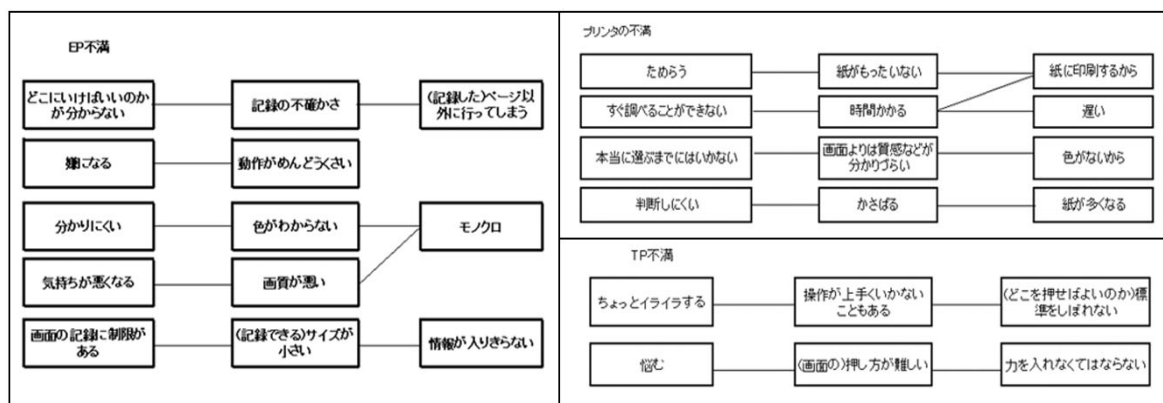 EP不満
どこにいけばいいのか
が分からない
記録の不確かさ
(記録した)ページ以
外に行ってしまう
嫌になる
動作がめんどうくさい
分かりにくい
色がわからない
モノクロ
気持ちが悪くなる
画質が悪い
画面の記録に制限が
ある
(記録できる)サイズが
小さい
情報が入りきらない
プリンタの不満
ためらう
紙がもったいない
紙に印刷するから
すぐ調べることができない
時間かかる
遅い
本当に選ぶまでにはいかない
画面よりは質感などが
分かりづらい
色がないから
判断しにくい
かさばる
紙が多くなる
TP不満
ちょっとイライラする
操作が上手くいかない
こともある
(どこを押せばよいのか)標
準をしぼれない
悩む
(画面の)押し方が難しい
力を入れなくてはならない